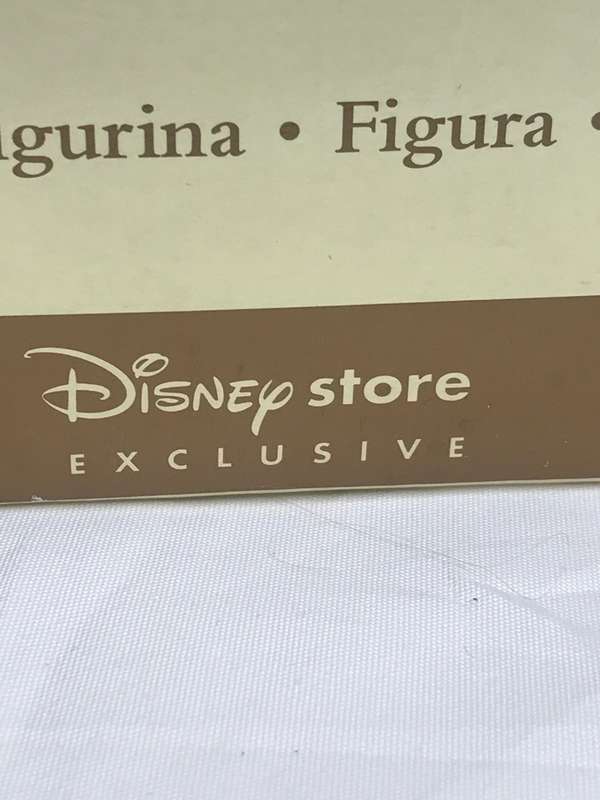 igurina • Figura •
Disney store
EXCLUSIVE